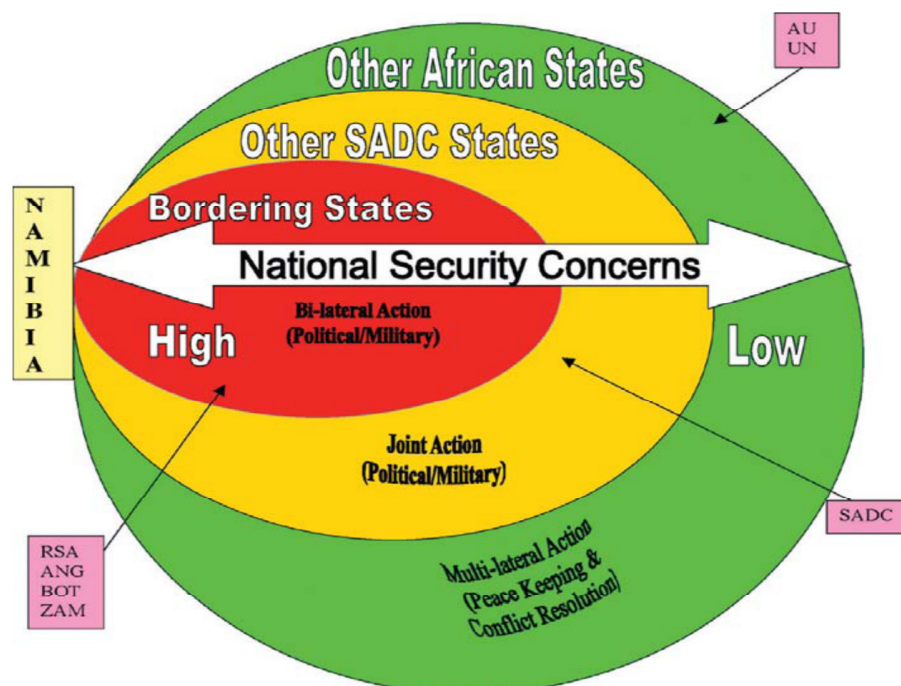 AU
UN
Other African States
Other SADC States
Bordering States
NAMIBIA
National Security Concerns
Bi-lateral Action
(Political/Military)
High
Low
Joint Action
(Political/Military)
SADC
RSA
ANG
BOT
ZAM
Multi-lateral Action
(Peace Keeping &
Conflict Resolution)